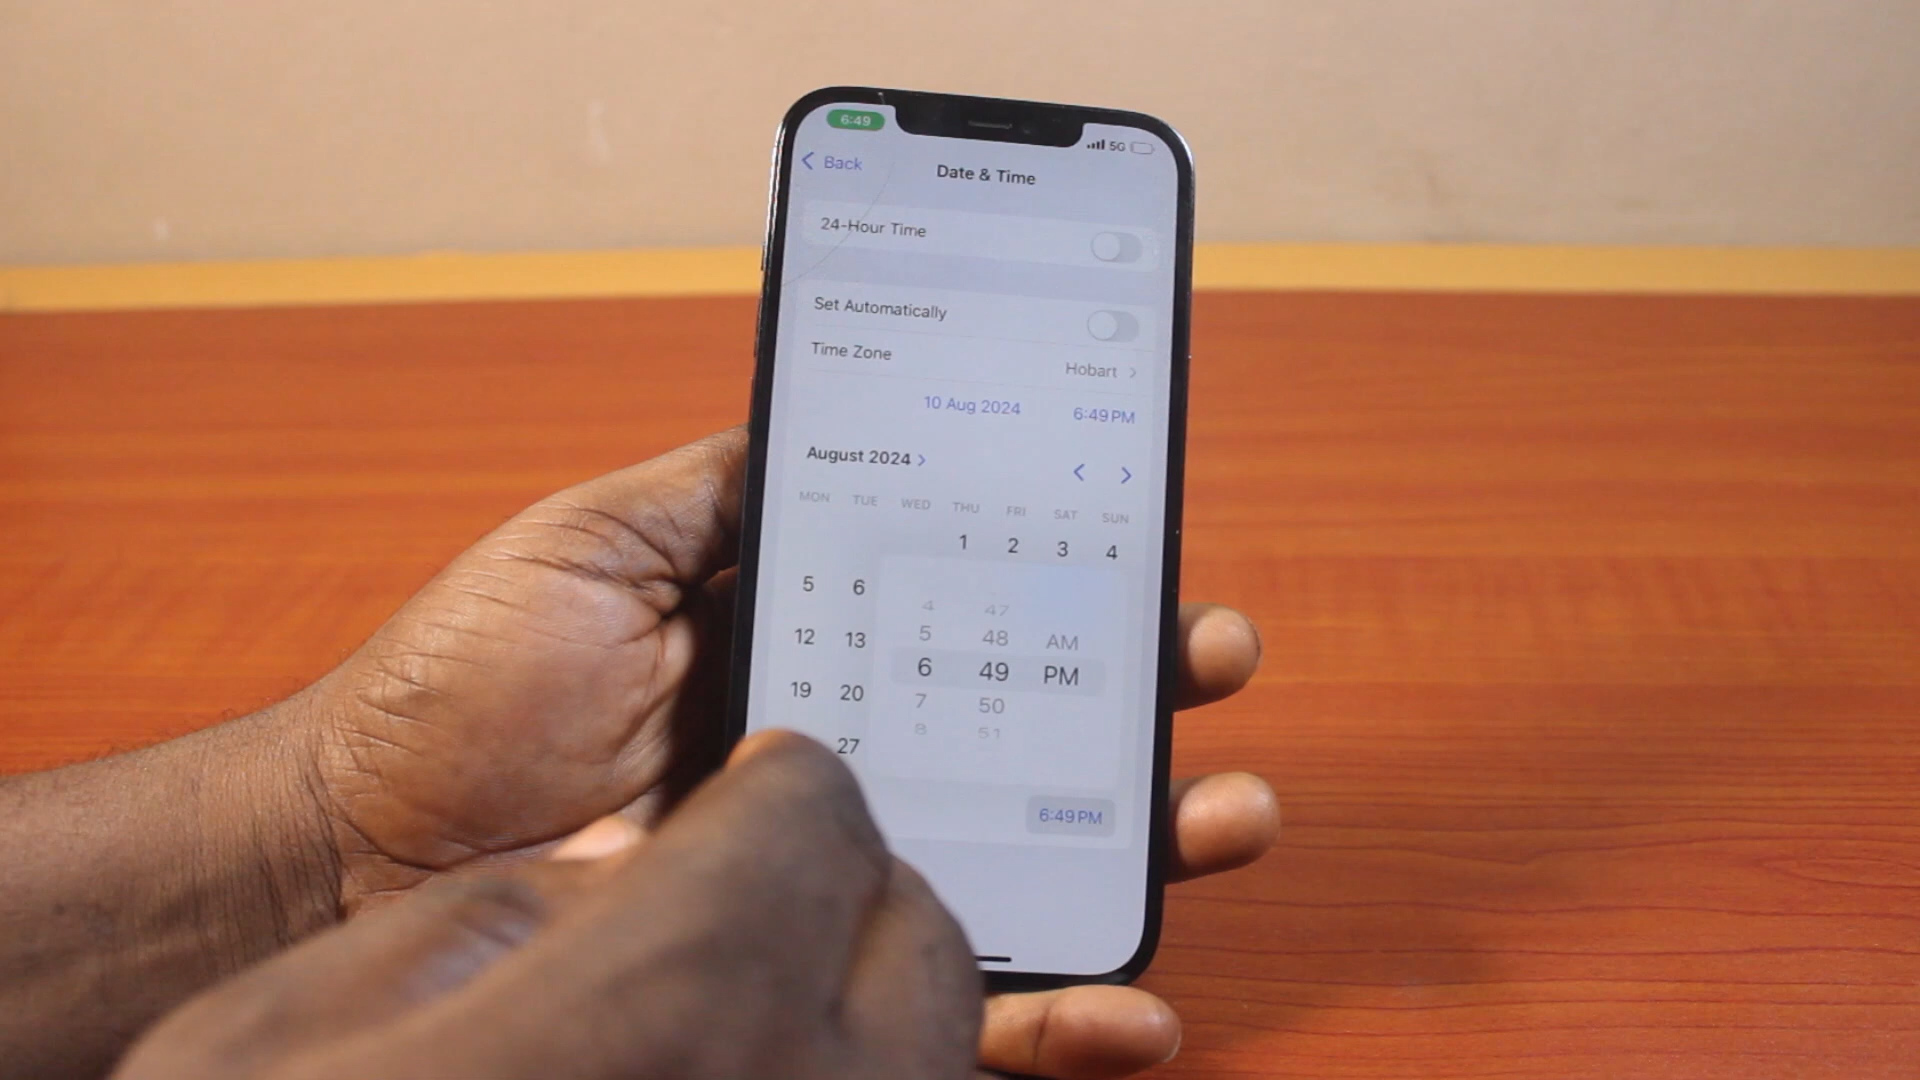 6:49
5G
Back
Date & Time
24-Hour Time
Set Automatically
Time Zone Hobart
10 Aug 2024 6:49 PM
August 2024
MON TUE WED THU FRI SAT SUN
1 2 3 4
5 6
12 13
19 20
27
4 47
5 48 AM
6 49 PM
7 50
8 51
6:49 PM